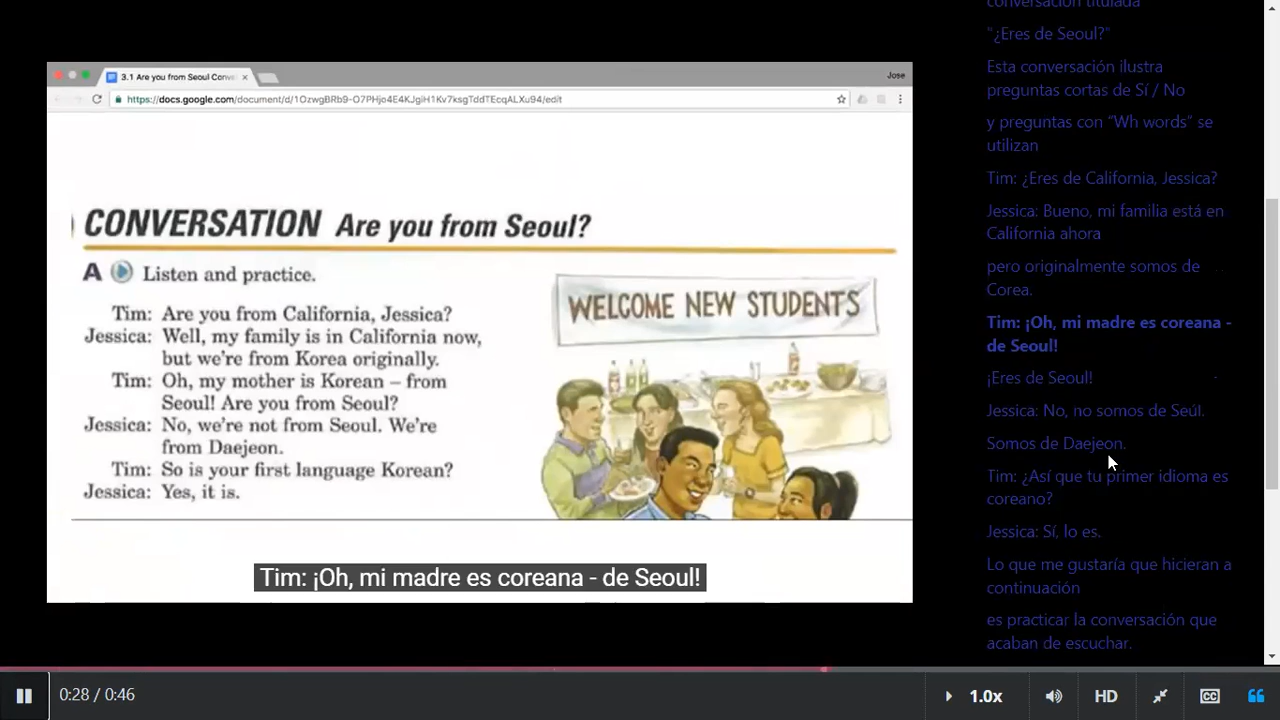 3.1 Are you from Seoul Conv
Jose
https://docs.google.com/document/d/1OzwgBRb9-O7PHjo4E4KJgiH1Kv7ksgTddTEcqALXu94/edit
CONVERSATION Are you from Seoul?
A Listen and practice.
Tim: Are you from California, Jessica?
Jessica: Well, my family is in California now,
but we're from Korea originally.
Tim: Oh, my mother is Korean – from
Seoul! Are you from Seoul?
Jessica: No, we're not from Seoul. We're
from Daejeon.
Tim: So is your first language Korean?
Jessica: Yes, it is.
WELCOME NEW STUDENTS
Tim: ¡Oh, mi madre es coreana - de Seoul!
conversación titulada
"¿Eres de Seoul?"
Esta conversación ilustra
preguntas cortas de Sí / No
y preguntas con "Wh words" se
utilizan
Tim: ¿Eres de California, Jessica?
Jessica: Bueno, mi familia está en
California ahora
pero originalmente somos de
Corea.
Tim: ¡Oh, mi madre es coreana -
de Seoul!
¡Eres de Seoul!
Jessica: No, no somos de Seúl.
Somos de Daejeon.
Tim: ¿Así que tu primer idioma es
coreano?
Jessica: Sí, lo es.
Lo que me gustaría que hicieran a
continuación
es practicar la conversación que
acaban de escuchar.
0:28 / 0:46
1.0x
HD
CC